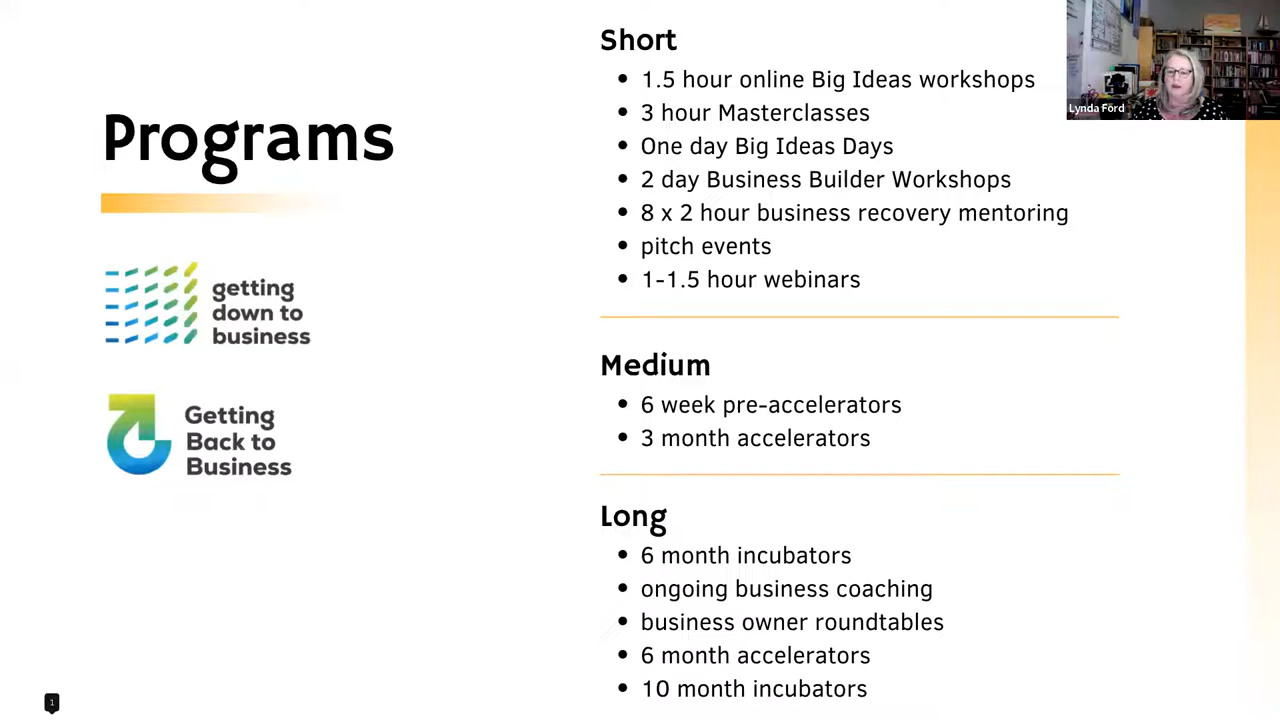 Programs
getting
down to
business
Getting
Back to
Business
Short
• 1.5 hour online Big Ideas workshops
• 3 hour Masterclasses
• One day Big Ideas Days
• 2 day Business Builder Workshops
• 8 x 2 hour business recovery mentoring
• pitch events
• 1-1.5 hour webinars
Medium
• 6 week pre-accelerators
• 3 month accelerators
Long
• 6 month incubators
• ongoing business coaching
• business owner roundtables
• 6 month accelerators
• 10 month incubators
Lynda Ford
1